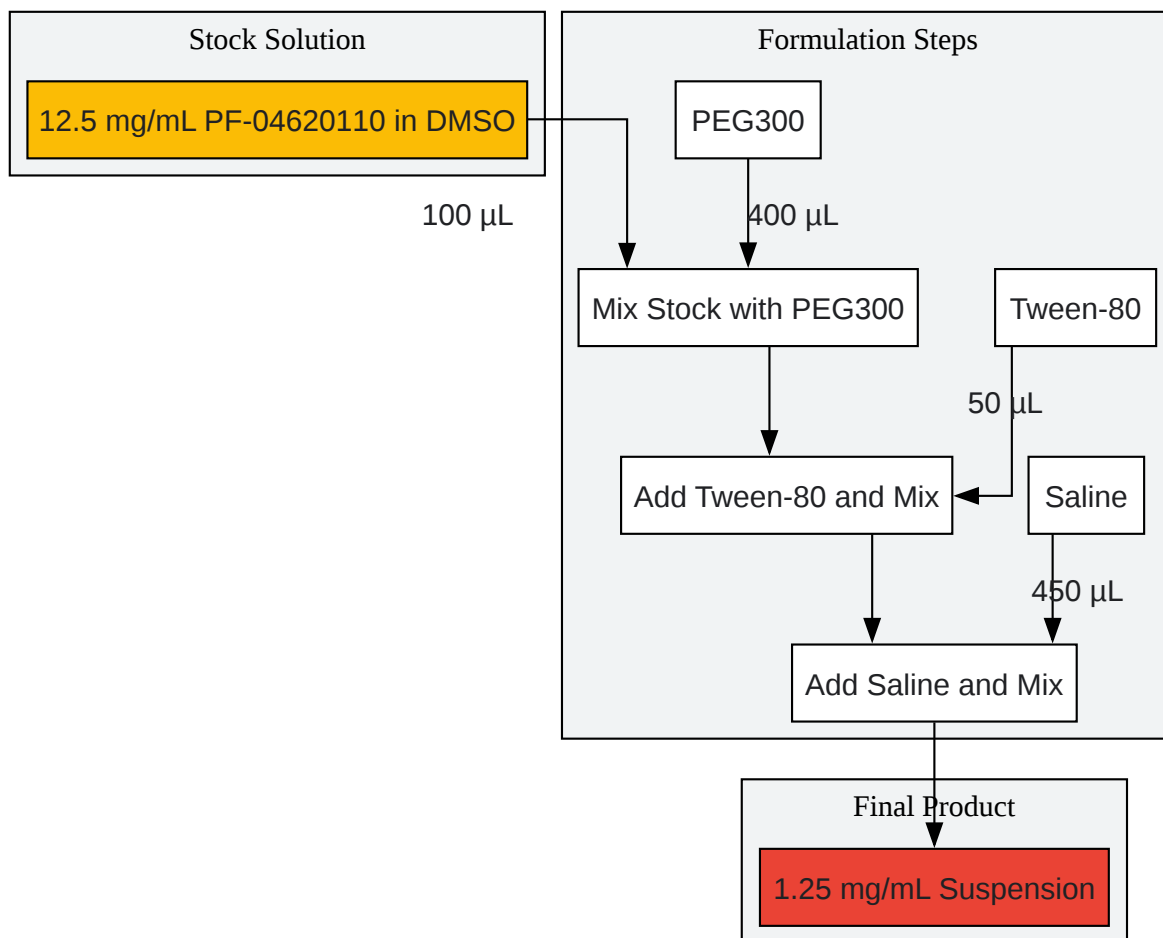 Stock Solution
12.5 mg/mL PF-04620110 in DMSO
100 µL
Formulation Steps
PEG300
400 µL
Mix Stock with PEG300
Tween-80
50 µL
Add Tween-80 and Mix
Saline
450 µL
Add Saline and Mix
Final Product
1.25 mg/mL Suspension